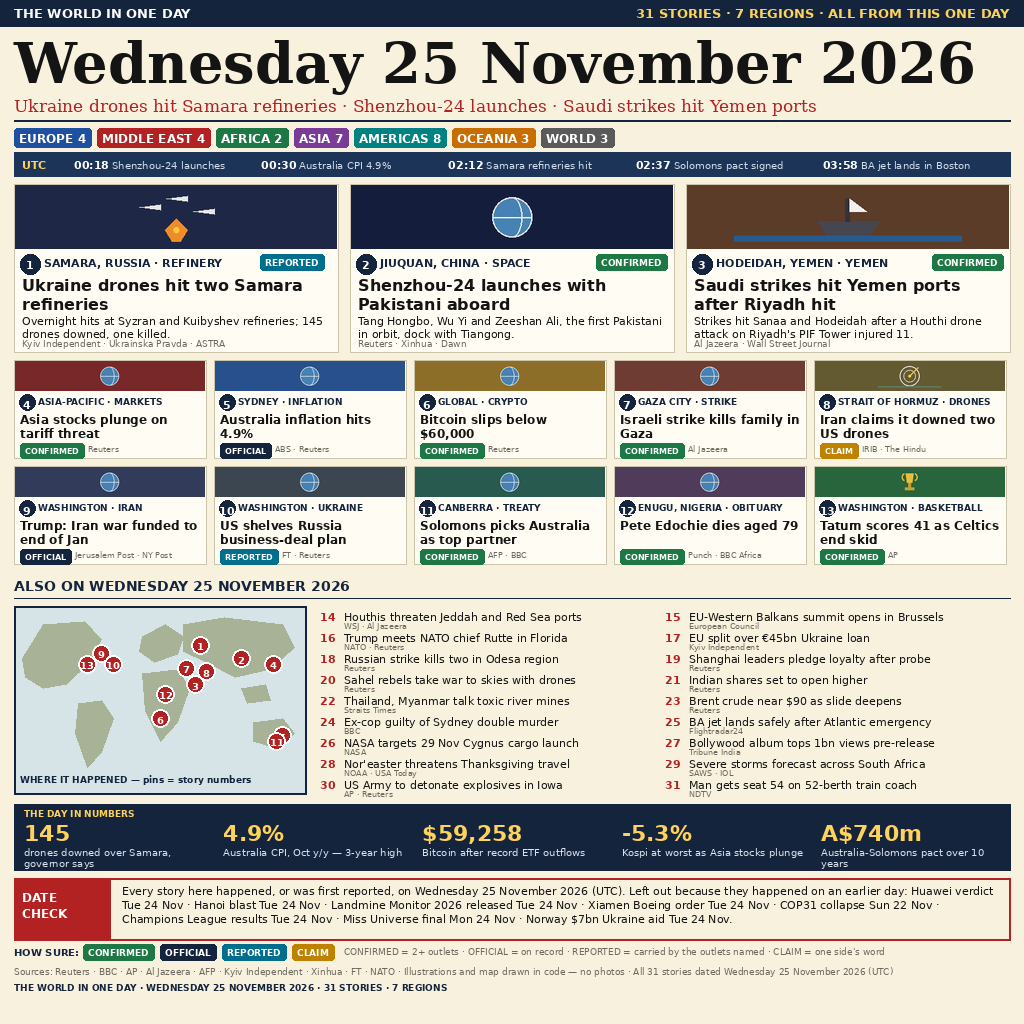 THE WORLD IN ONE DAY
31 STORIES · 7 REGIONS · ALL FROM THIS ONE DAY
Wednesday 25 November 2026
Ukraine drones hit Samara refineries · Shenzhou-24 launches · Saudi strikes hit Yemen ports
EUROPE 4 MIDDLE EAST 4 AFRICA 2 ASIA 7 AMERICAS 8 OCEANIA 3 WORLD 3
UTC 00:18 Shenzhou-24 launches 00:30 Australia CPI 4.9% 02:12 Samara refineries hit 02:37 Solomons pact signed 03:58 BA jet lands in Boston
1 SAMARA, RUSSIA · REFINERY REPORTED
Ukraine drones hit two Samara
refineries
Overnight hits at Syzran and Kuibyshev refineries; 145
drones downed, one killed.
Kyiv Independent · Ukrainska Pravda · ASTRA
2 JIUQUAN, CHINA · SPACE CONFIRMED
Shenzhou-24 launches with
Pakistani aboard
Tang Hongbo, Wu Yi and Zeeshan Ali, the first Pakistani
in orbit, dock with Tiangong.
Reuters · Xinhua · Dawn
3 HODEIDAH, YEMEN · YEMEN CONFIRMED
Saudi strikes hit Yemen ports
after Riyadh hit
Strikes hit Sanaa and Hodeidah after a Houthi drone
attack on Riyadh's PIF Tower injured 11.
Al Jazeera · Wall Street Journal
4 ASIA-PACIFIC · MARKETS
Asia stocks plunge on
tariff threat
CONFIRMED Reuters
5 SYDNEY · INFLATION
Australia inflation hits
4.9%
OFFICIAL ABS · Reuters
6 GLOBAL · CRYPTO
Bitcoin slips below
$60,000
CONFIRMED Reuters
7 GAZA CITY · STRIKE
Israeli strike kills family in
Gaza
CONFIRMED Al Jazeera
8 STRAIT OF HORMUZ · DRONES
Iran claims it downed two
US drones
CLAIM IRIB · The Hindu
9 WASHINGTON · IRAN
Trump: Iran war funded to
end of Jan
OFFICIAL Jerusalem Post · NY Post
10 WASHINGTON · UKRAINE
US shelves Russia
business-deal plan
REPORTED FT · Reuters
11 CANBERRA · TREATY
Solomons picks Australia
as top partner
CONFIRMED AFP · BBC
12 ENUGU, NIGERIA · OBITUARY
Pete Edochie dies aged 79
CONFIRMED Punch · BBC Africa
13 WASHINGTON · BASKETBALL
Tatum scores 41 as Celtics
end skid
CONFIRMED AP
ALSO ON WEDNESDAY 25 NOVEMBER 2026
1
2
3
4
6
7
8
9
10
11
12
13
WHERE IT HAPPENED — pins = story numbers
14 Houthis threaten Jeddah and Red Sea ports
WSJ · Al Jazeera
15 EU-Western Balkans summit opens in Brussels
European Council
16 Trump meets NATO chief Rutte in Florida
NATO · Reuters
17 EU split over €45bn Ukraine loan
Kyiv Independent
18 Russian strike kills two in Odesa region
Reuters
19 Shanghai leaders pledge loyalty after probe
Reuters
20 Sahel rebels take war to skies with drones
Reuters
21 Indian shares set to open higher
Reuters
22 Thailand, Myanmar talk toxic river mines
Straits Times
23 Brent crude near $90 as slide deepens
Reuters
24 Ex-cop guilty of Sydney double murder
BBC
25 BA jet lands safely after Atlantic emergency
Flightradar24
26 NASA targets 29 Nov Cygnus cargo launch
NASA
27 Bollywood album tops 1bn views pre-release
Tribune India
28 Nor'easter threatens Thanksgiving travel
NOAA · USA Today
29 Severe storms forecast across South Africa
SAWS · IOL
30 US Army to detonate explosives in Iowa
AP · Reuters
31 Man gets seat 54 on 52-berth train coach
NDTV
THE DAY IN NUMBERS
145
drones downed over Samara,
governor says
4.9%
Australia CPI, Oct y/y — 3-year high
$59,258
Bitcoin after record ETF outflows
-5.3%
Kospi at worst as Asia stocks plunge
A$740m
Australia-Solomons pact over 10
years
DATE
CHECK
Every story here happened, or was first reported, on Wednesday 25 November 2026 (UTC). Left out because they happened on an earlier day: Huawei verdict
Tue 24 Nov · Hanoi blast Tue 24 Nov · Landmine Monitor 2026 released Tue 24 Nov · Xiamen Boeing order Tue 24 Nov · COP31 collapse Sun 22 Nov ·
Champions League results Tue 24 Nov · Miss Universe final Mon 24 Nov · Norway $7bn Ukraine aid Tue 24 Nov.
HOW SURE: CONFIRMED OFFICIAL REPORTED CLAIM CONFIRMED = 2+ outlets · OFFICIAL = on record · REPORTED = carried by the outlets named · CLAIM = one side's word
Sources: Reuters · BBC · AP · Al Jazeera · AFP · Kyiv Independent · Xinhua · FT · NATO · Illustrations and map drawn in code — no photos · All 31 stories dated Wednesday 25 November 2026 (UTC)
THE WORLD IN ONE DAY · WEDNESDAY 25 NOVEMBER 2026 · 31 STORIES · 7 REGIONS